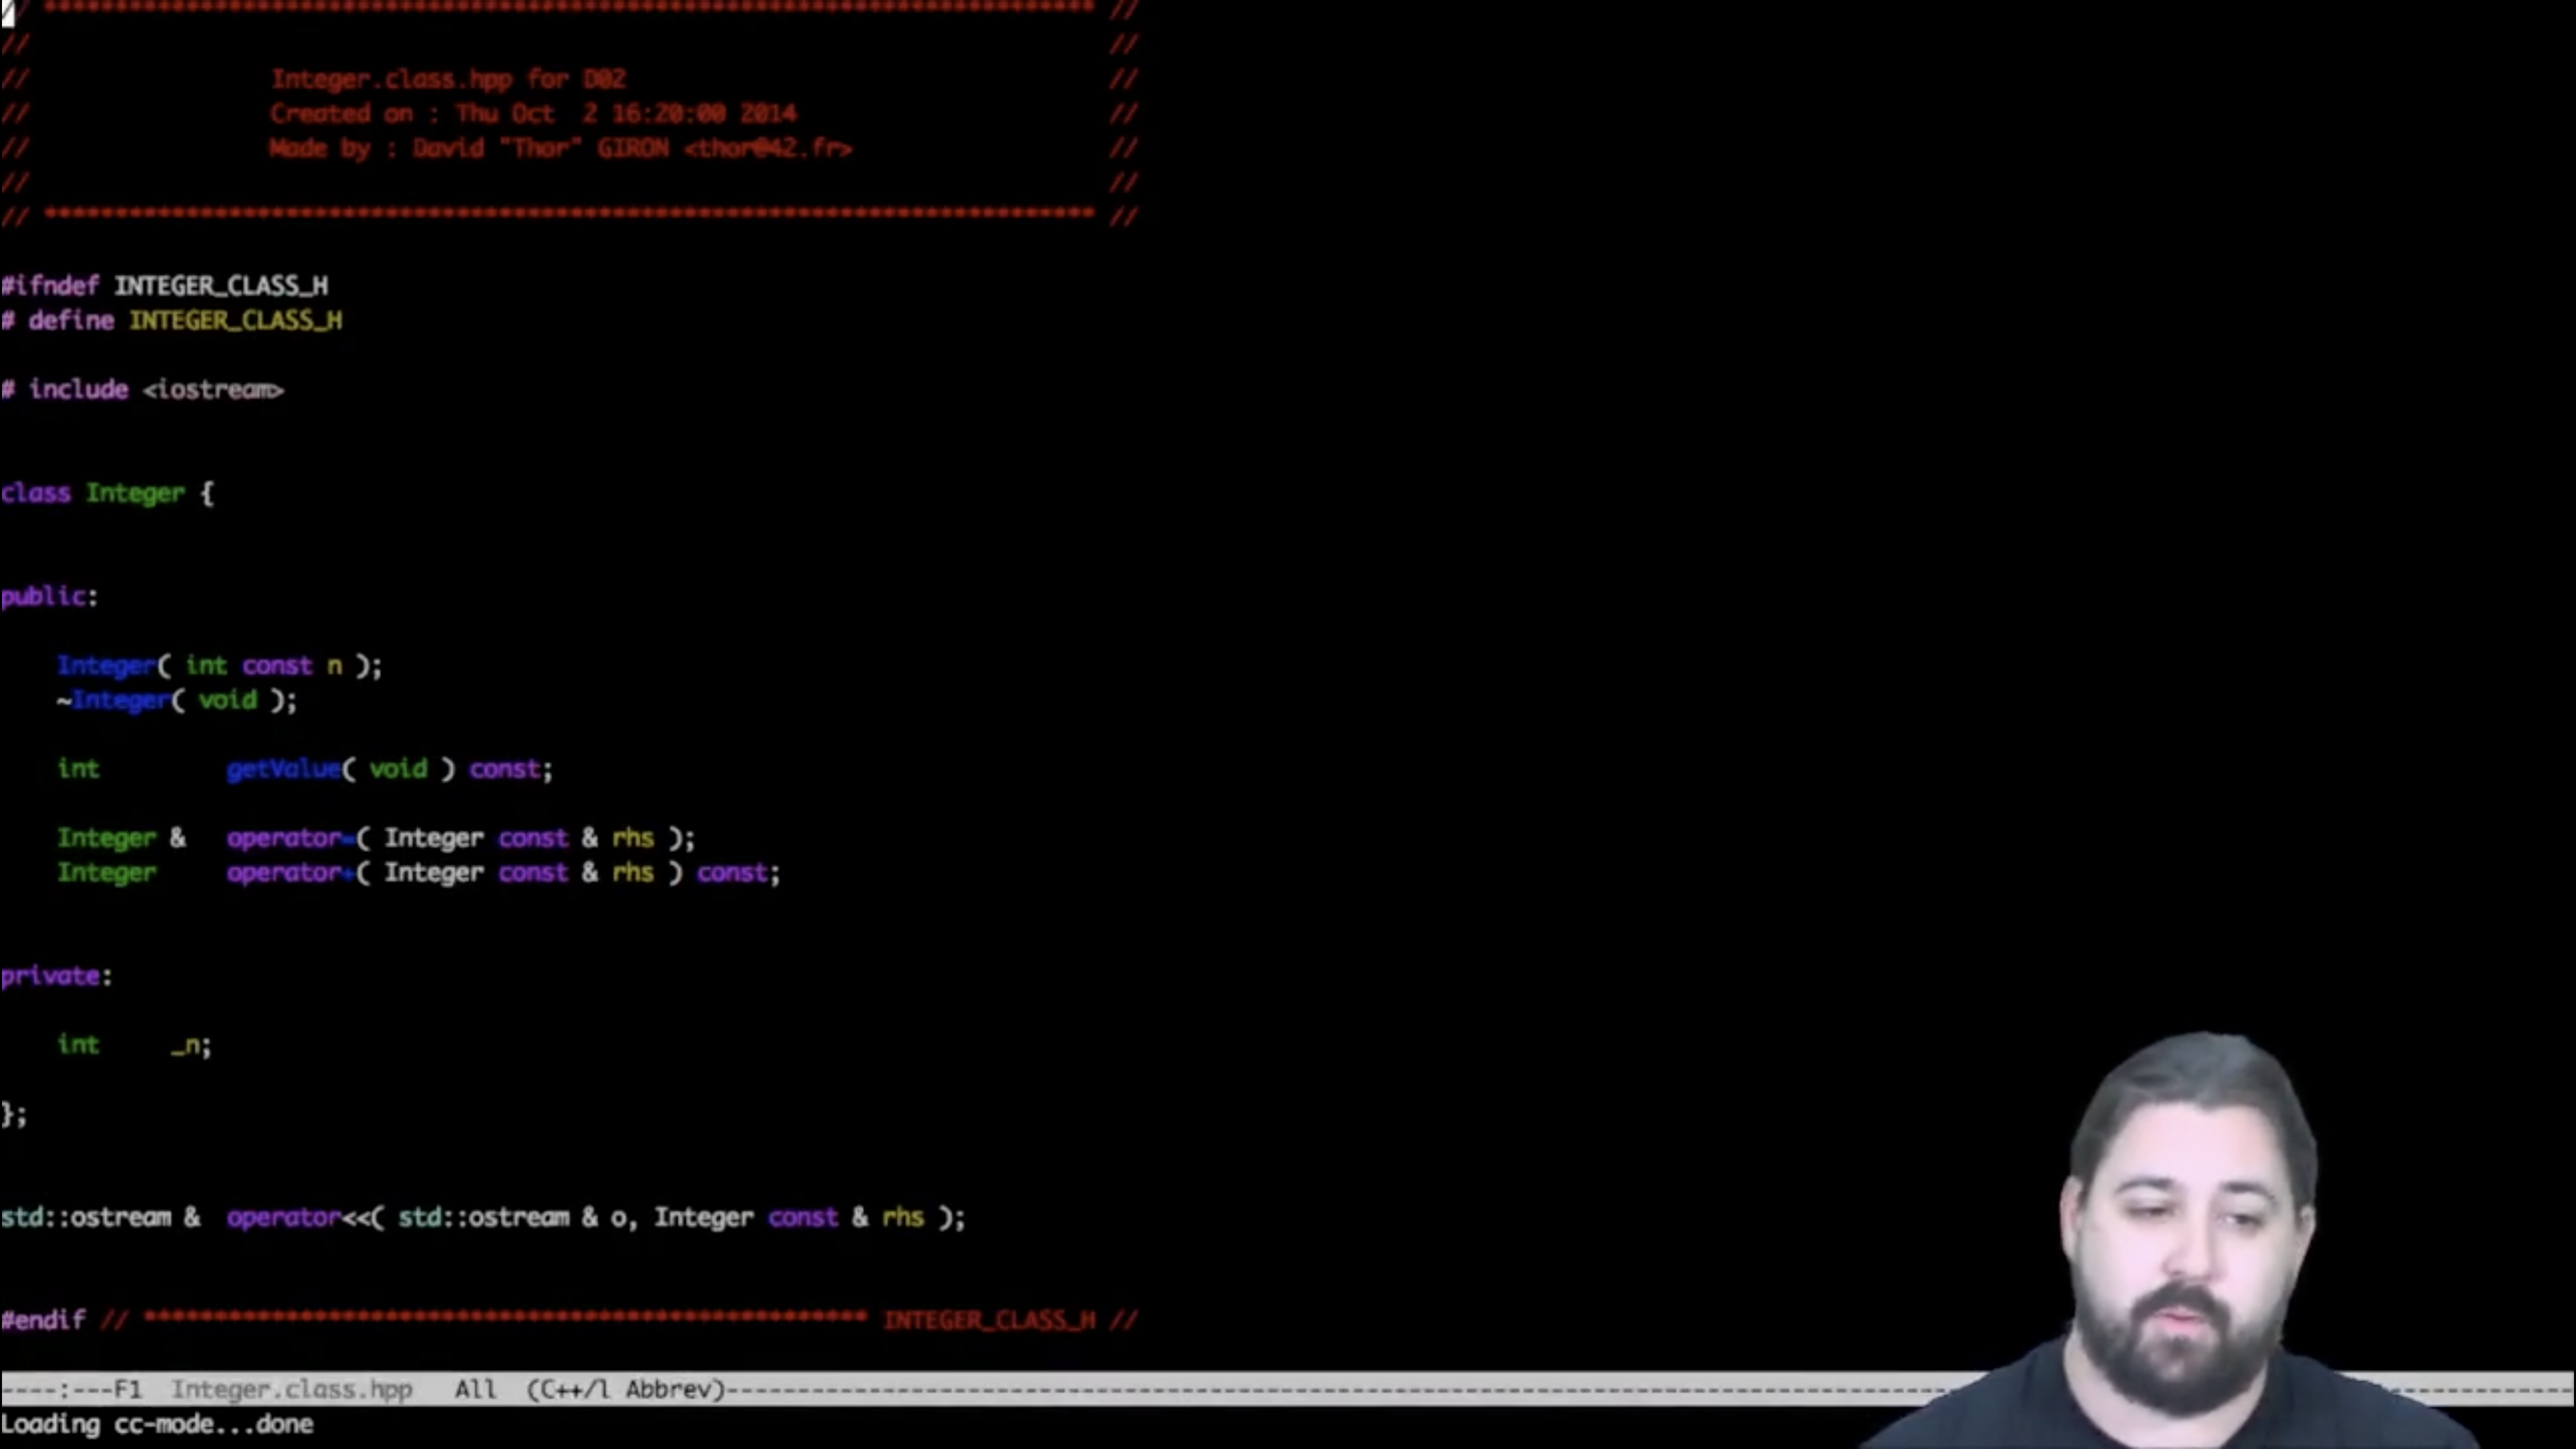 // ************************************************************************** //
// //
// Integer.class.hpp for D02 //
// Created on : Thu Oct  2 16:20:00 2014 //
// Made by : David "Thor" GIRON <thor@42.fr> //
// //
// ************************************************************************** //
#ifndef INTEGER_CLASS_H
# define INTEGER_CLASS_H
# include <iostream>
class Integer {
public:
Integer( int const n );
~Integer( void );
int getValue( void ) const;
Integer & operator=( Integer const & rhs );
Integer operator+( Integer const & rhs ) const;
private:
int _n;
};
std::ostream & operator<<( std::ostream & o, Integer const & rhs );
#endif // *************************************************** INTEGER_CLASS_H //
----:---F1 Integer.class.hpp All (C++/l Abbrev)----------------------------------------
Loading cc-mode...done